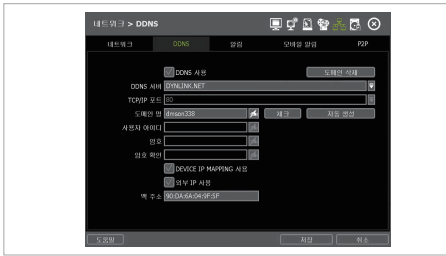 네트워크 > DDNS
네트워크 DDNS 알림 모바일 알림 P2P
DDNS 사용 도메인 삭제
DDNS 서버 DYNLINK.NET
TCP/IP 포트 80
도메인 명 dmson338 체크 자동 생성
사용자 아이디
암호
암호 확인
DEVICE IP MAPPING 사용
외부 IP 사용
맥 주소 90:DA:6A:04:9F:5F
도움말 저장 취소